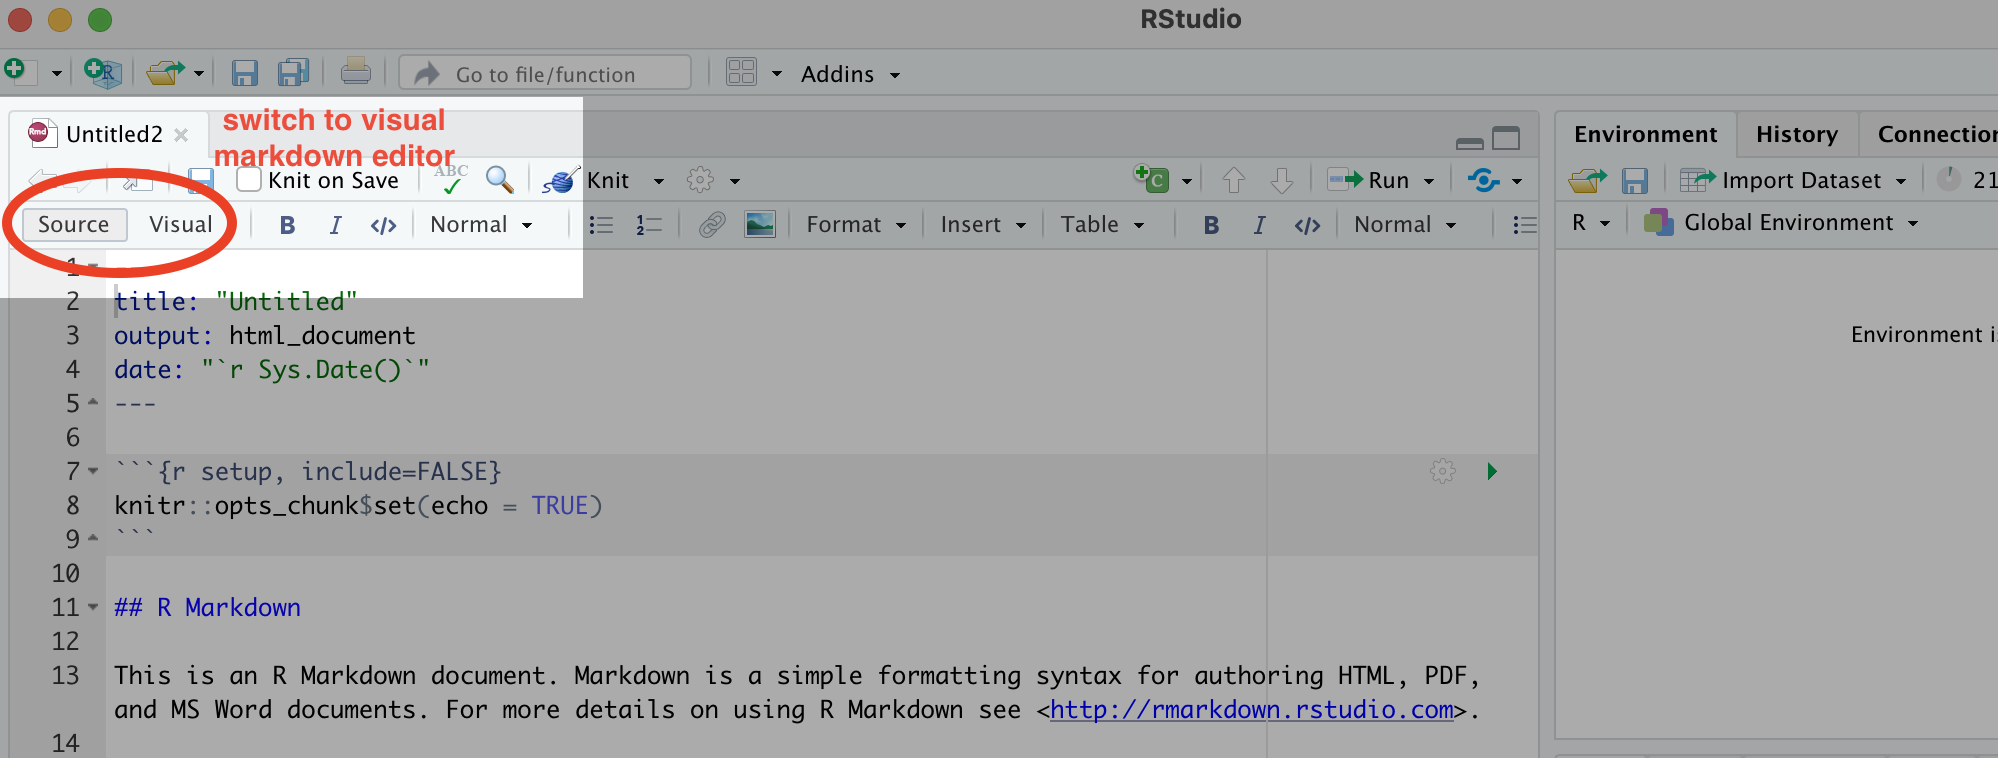 RStudio
R
Go to file/function
Addins
Rmd
Untitled2
switch to visual
markdown editor
Environment
History
Connection
Knit on Save
ABC
Knit
C
Run
Import Dataset
21
Source
Visual
B
I
</>
Normal
Format
Insert
Table
B
I
</>
Normal
R
Global Environment
1
2 title: "Untitled"
3 output: html_document
4 date: "`r Sys.Date()`"
5 ---
6
7 ```{r setup, include=FALSE}
8 knitr::opts_chunk$set(echo = TRUE)
9 ```
10
11 ## R Markdown
12
13 This is an R Markdown document. Markdown is a simple formatting syntax for authoring HTML, PDF,
and MS Word documents. For more details on using R Markdown see <http://rmarkdown.rstudio.com>.
14
Environment i